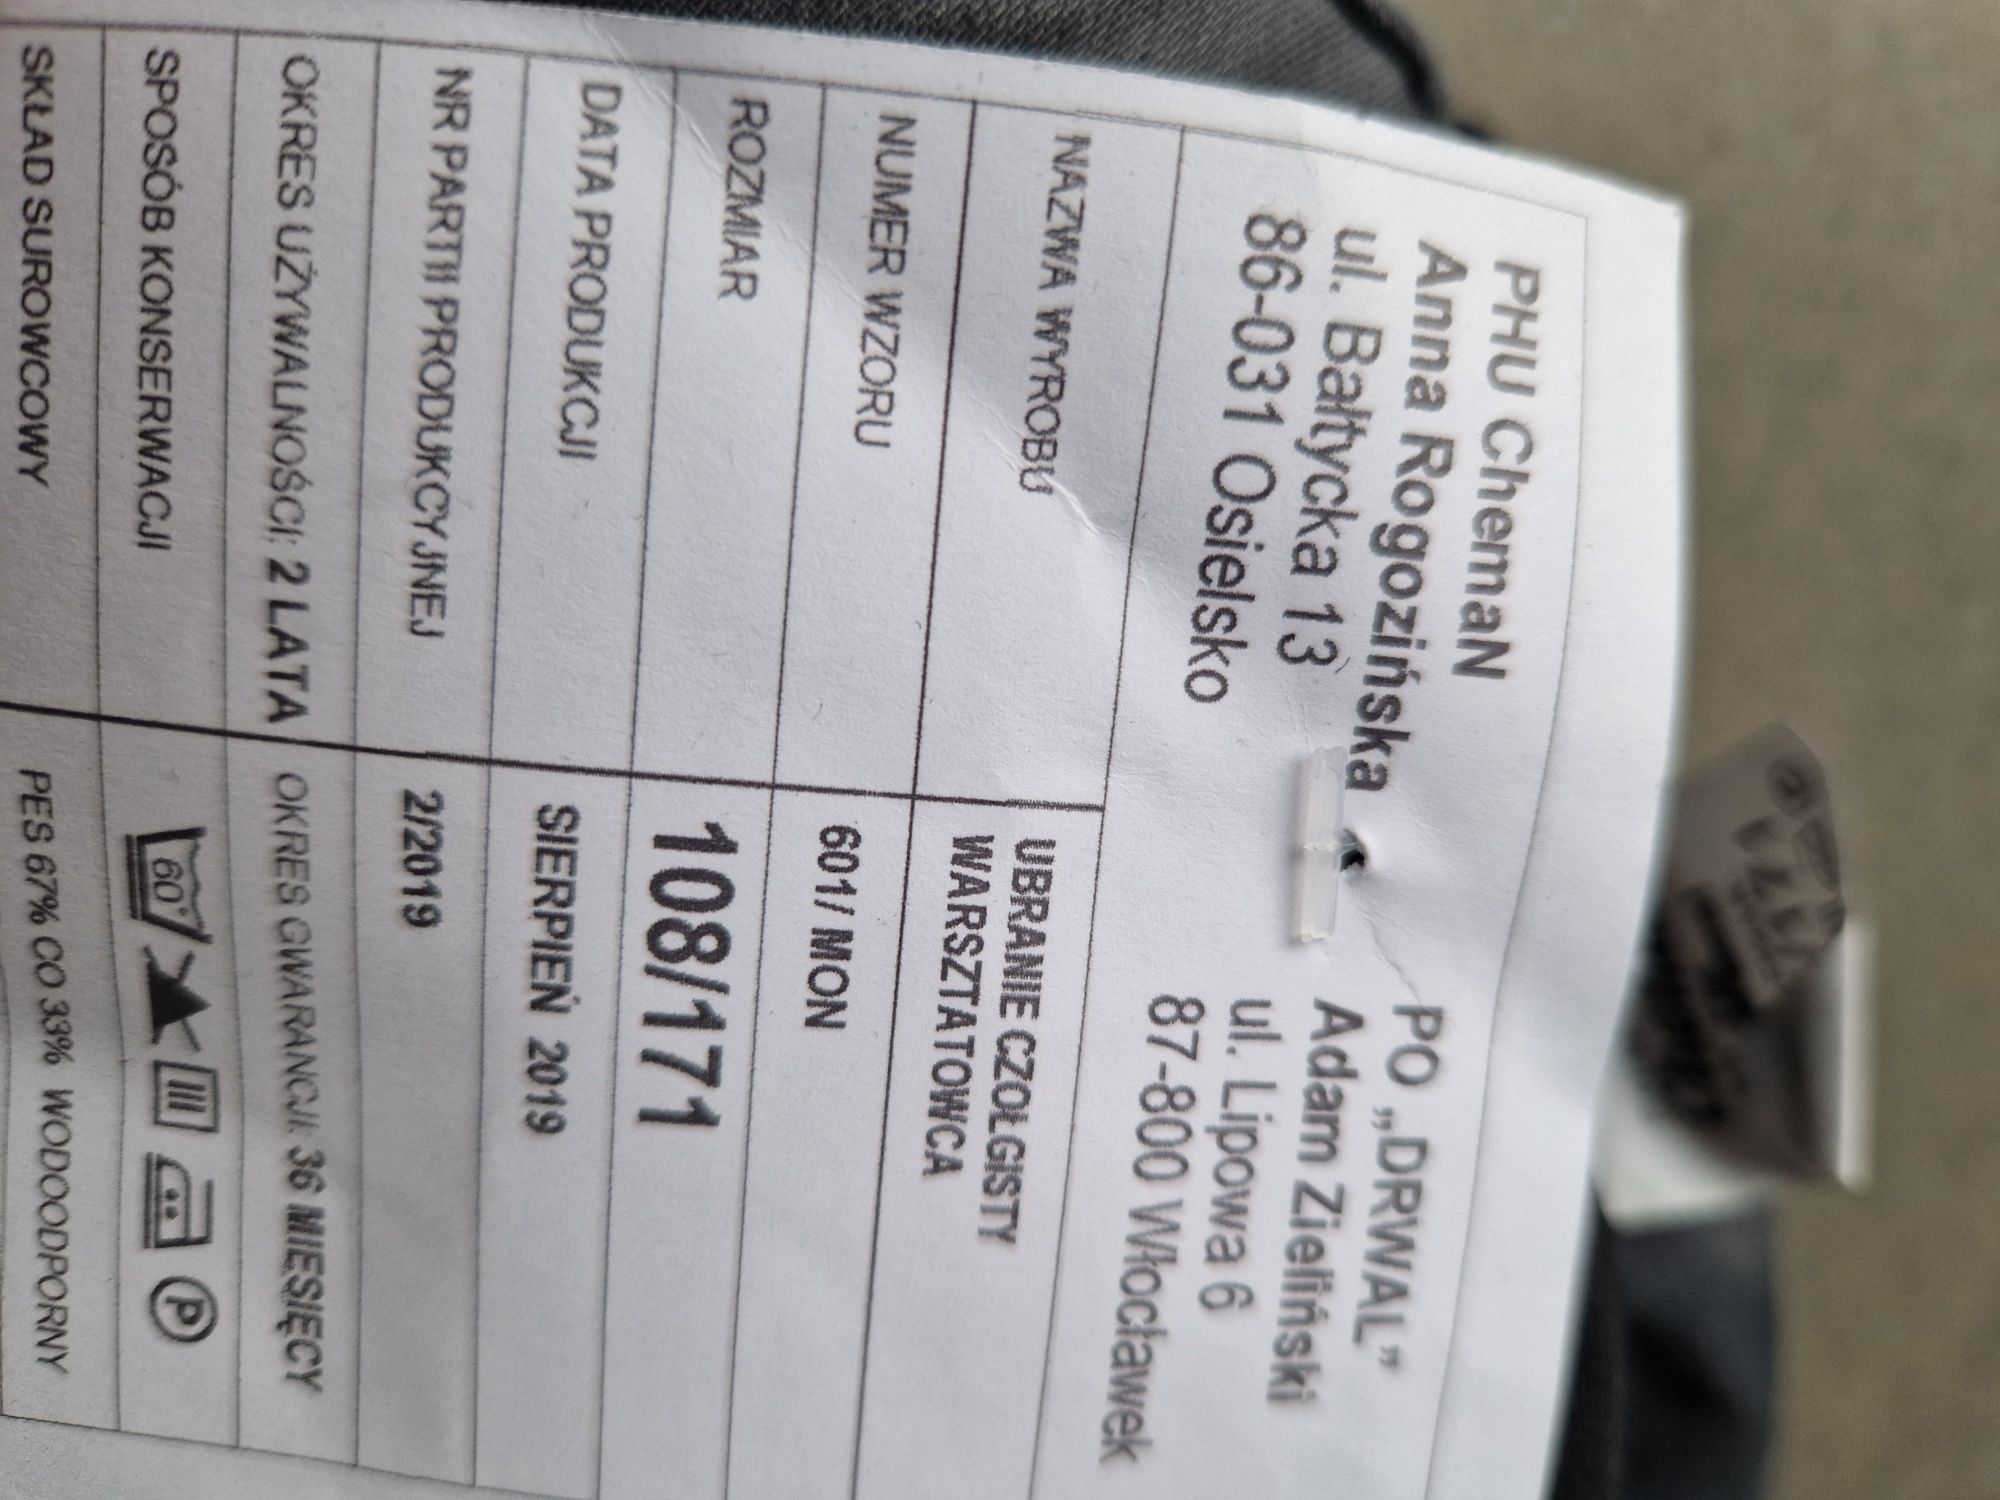 PHU ChemaN
Anna Rogozińska
ul. Bałtycka 13
86-031 Osielsko
PO „DRWAL”
Adam Zieliński
ul. Lipowa 6
87-800 Włocławek
NAZWA WYROBU
UBRANIE CZOŁGISTY
WARSZTATOWCA
NUMER WZORU
601/ MON
ROZMIAR
108/171
DATA PRODUKCJI
SIERPIEŃ 2019
NR PARTII PRODUKCYJNEJ
2/2019
OKRES UŻYWALNOŚCI: 2 LATA
OKRES GWARANCJI: 36 MIESIĘCY
SPOSÓB KONSERWACJI
60°
P
SKŁAD SUROWCOWY
PES 67% CO 33% WODOODPORNY